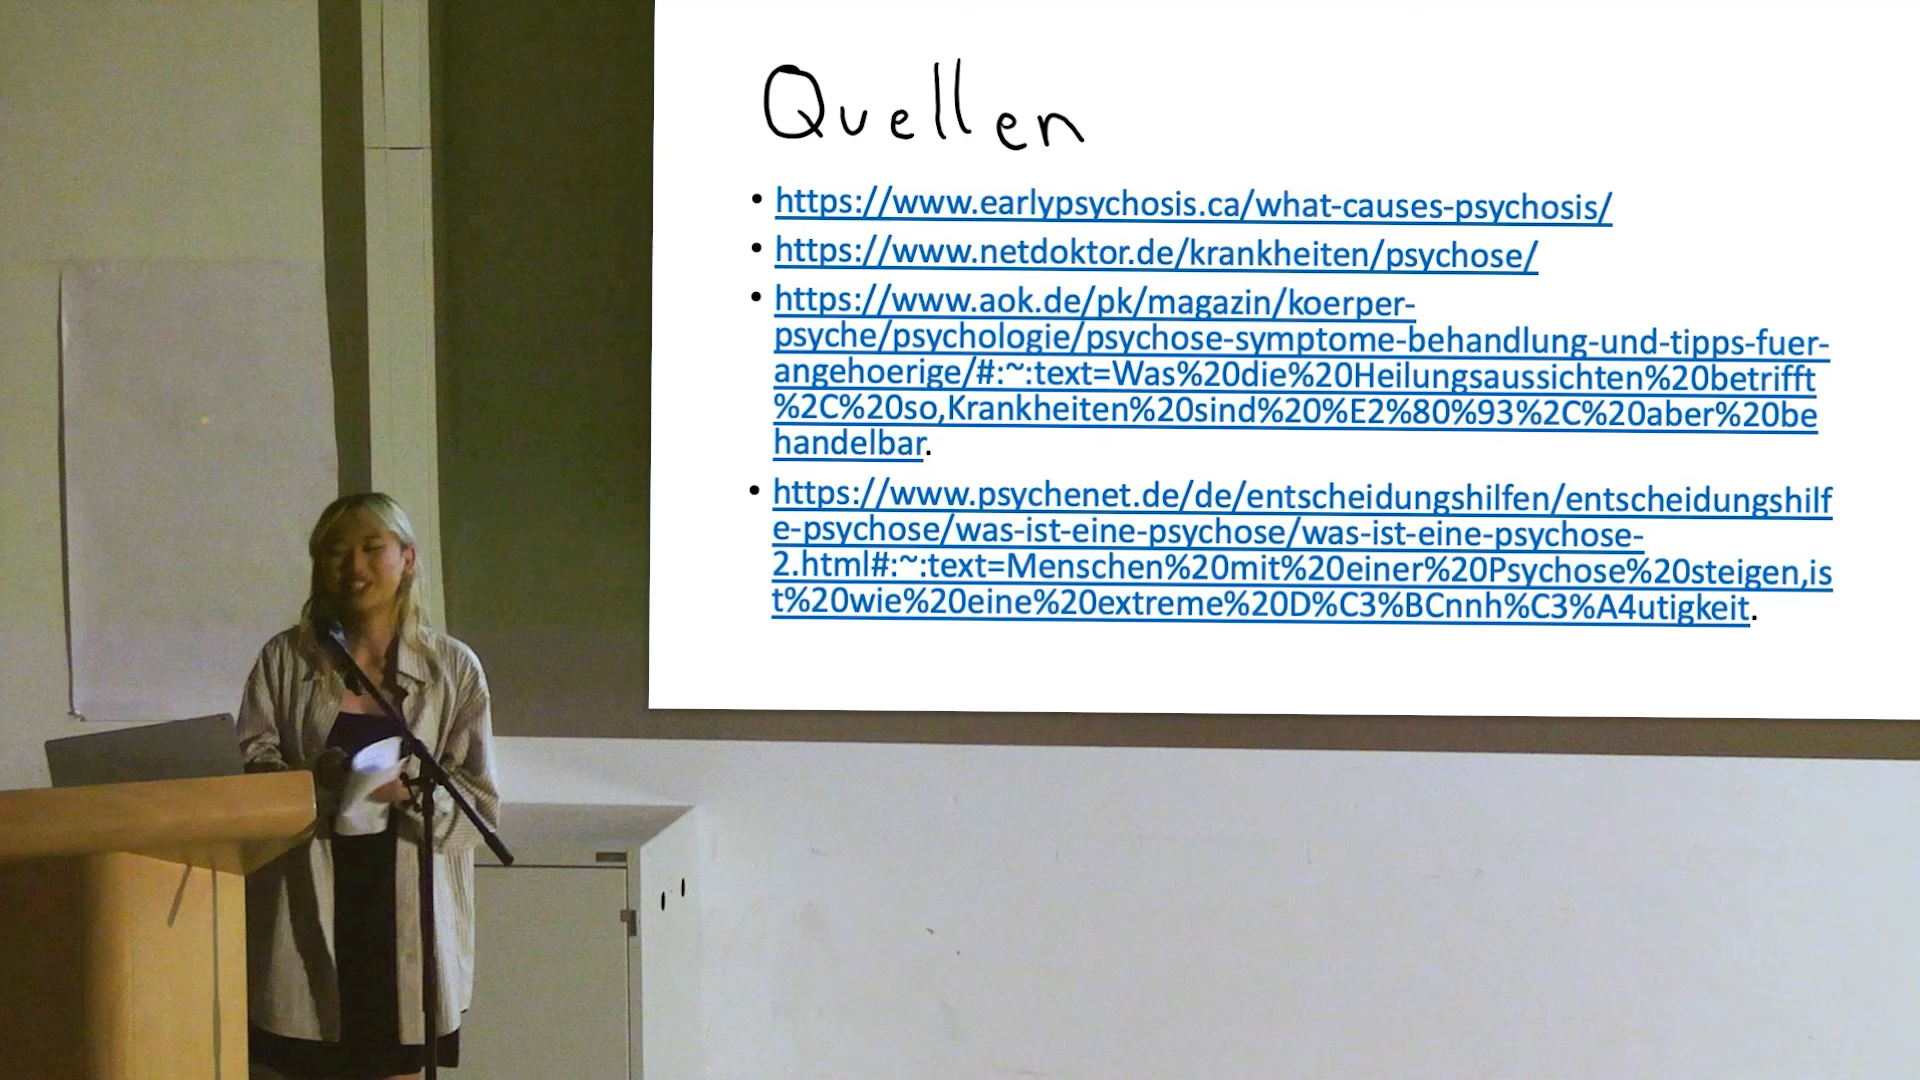 Quellen
• https://www.earlypsychosis.ca/what-causes-psychosis/
• https://www.netdoktor.de/krankheiten/psychose/
• https://www.aok.de/pk/magazin/koerper-
psyche/psychologie/psychose-symptome-behandlung-und-tipps-fuer-
angehoerige/#:~:text=Was%20die%20Heilungsaussichten%20betrifft
%2C%20so,Krankheiten%20sind%20%E2%80%93%2C%20aber%20be
handelbar.
• https://www.psychenet.de/de/entscheidungshilfen/entscheidungshilf
e-psychose/was-ist-eine-psychose/was-ist-eine-psychose-
2.html#:~:text=Menschen%20mit%20einer%20Psychose%20steigen,is
t%20wie%20eine%20extreme%20D%C3%BCnnh%C3%A4utigkeit.